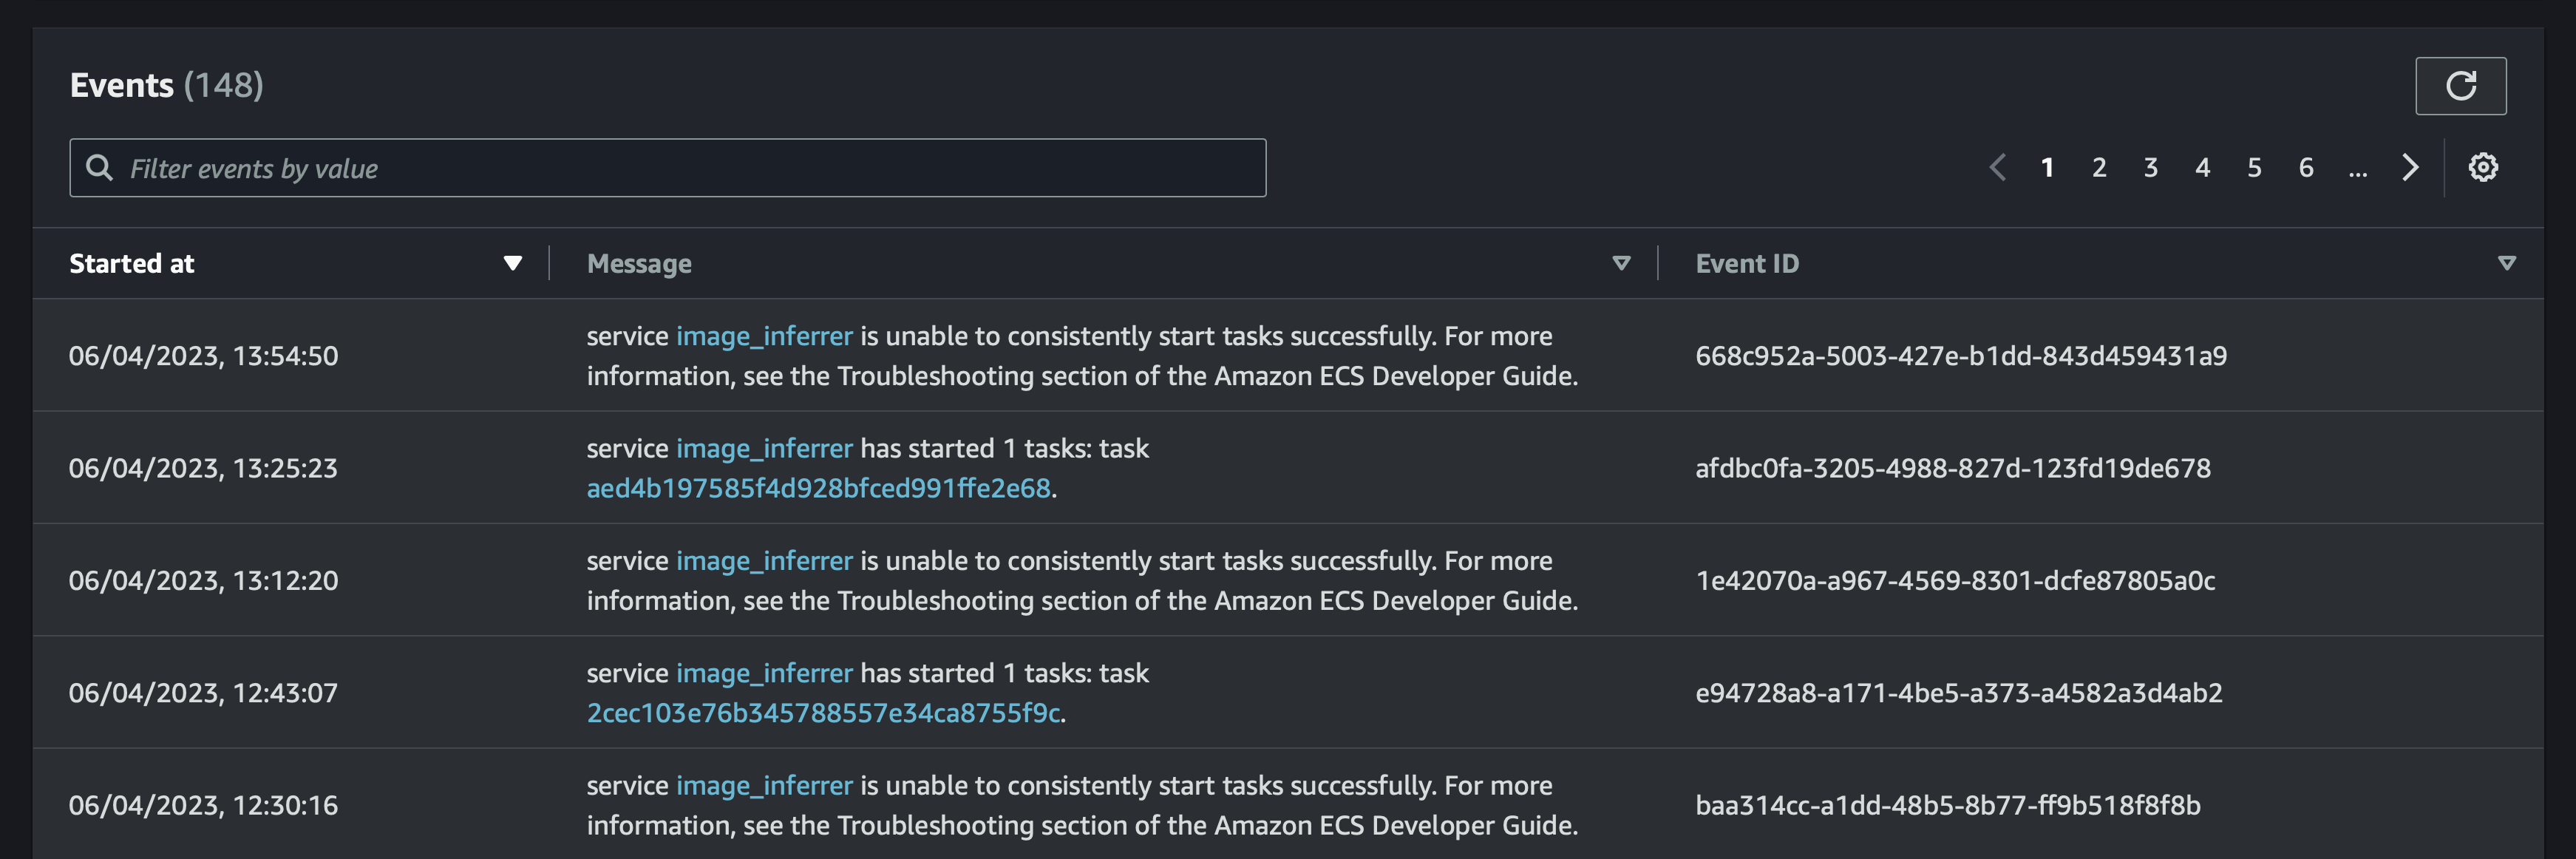 Events (148)
Filter events by value
1 2 3 4 5 6 ...
Started at Message Event ID
06/04/2023, 13:54:50
service image_inferrer is unable to consistently start tasks successfully. For more
information, see the Troubleshooting section of the Amazon ECS Developer Guide.
668c952a-5003-427e-b1dd-843d459431a9
06/04/2023, 13:25:23
service image_inferrer has started 1 tasks: task
aed4b197585f4d928bfced991ffe2e68.
afdbc0fa-3205-4988-827d-123fd19de678
06/04/2023, 13:12:20
service image_inferrer is unable to consistently start tasks successfully. For more
information, see the Troubleshooting section of the Amazon ECS Developer Guide.
1e42070a-a967-4569-8301-dcfe87805a0c
06/04/2023, 12:43:07
service image_inferrer has started 1 tasks: task
2cec103e76b345788557e34ca8755f9c.
e94728a8-a171-4be5-a373-a4582a3d4ab2
06/04/2023, 12:30:16
service image_inferrer is unable to consistently start tasks successfully. For more
information, see the Troubleshooting section of the Amazon ECS Developer Guide.
baa314cc-a1dd-48b5-8b77-ff9b518f8f8b